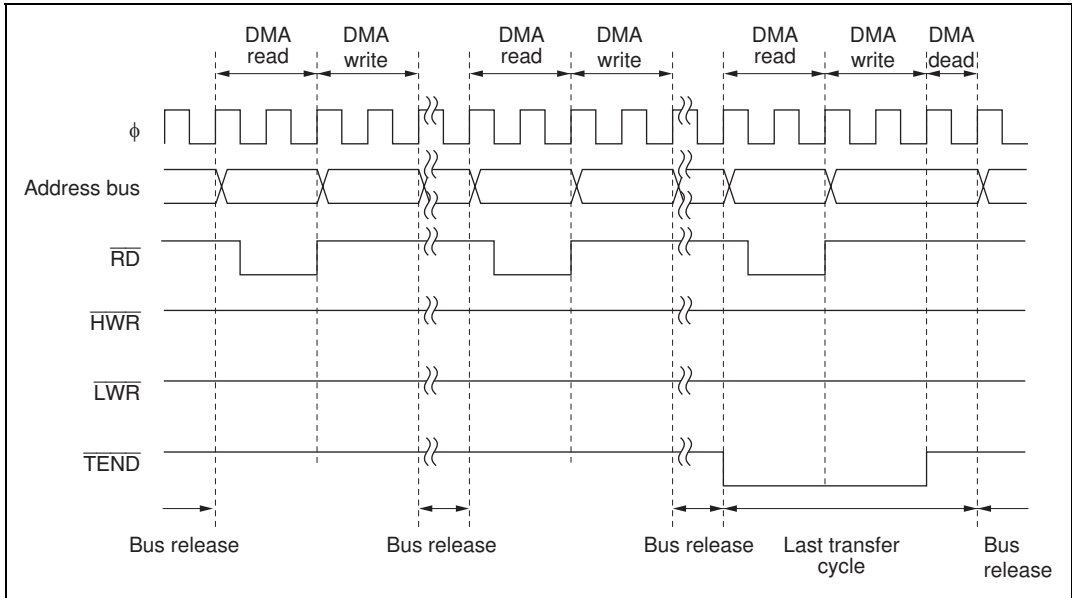 DMA read
DMA write
DMA read
DMA write
DMA read
DMA write
DMA dead
φ
Address bus
RD
HWR
LWR
TEND
Bus release
Bus release
Bus release
Last transfer cycle
Bus release